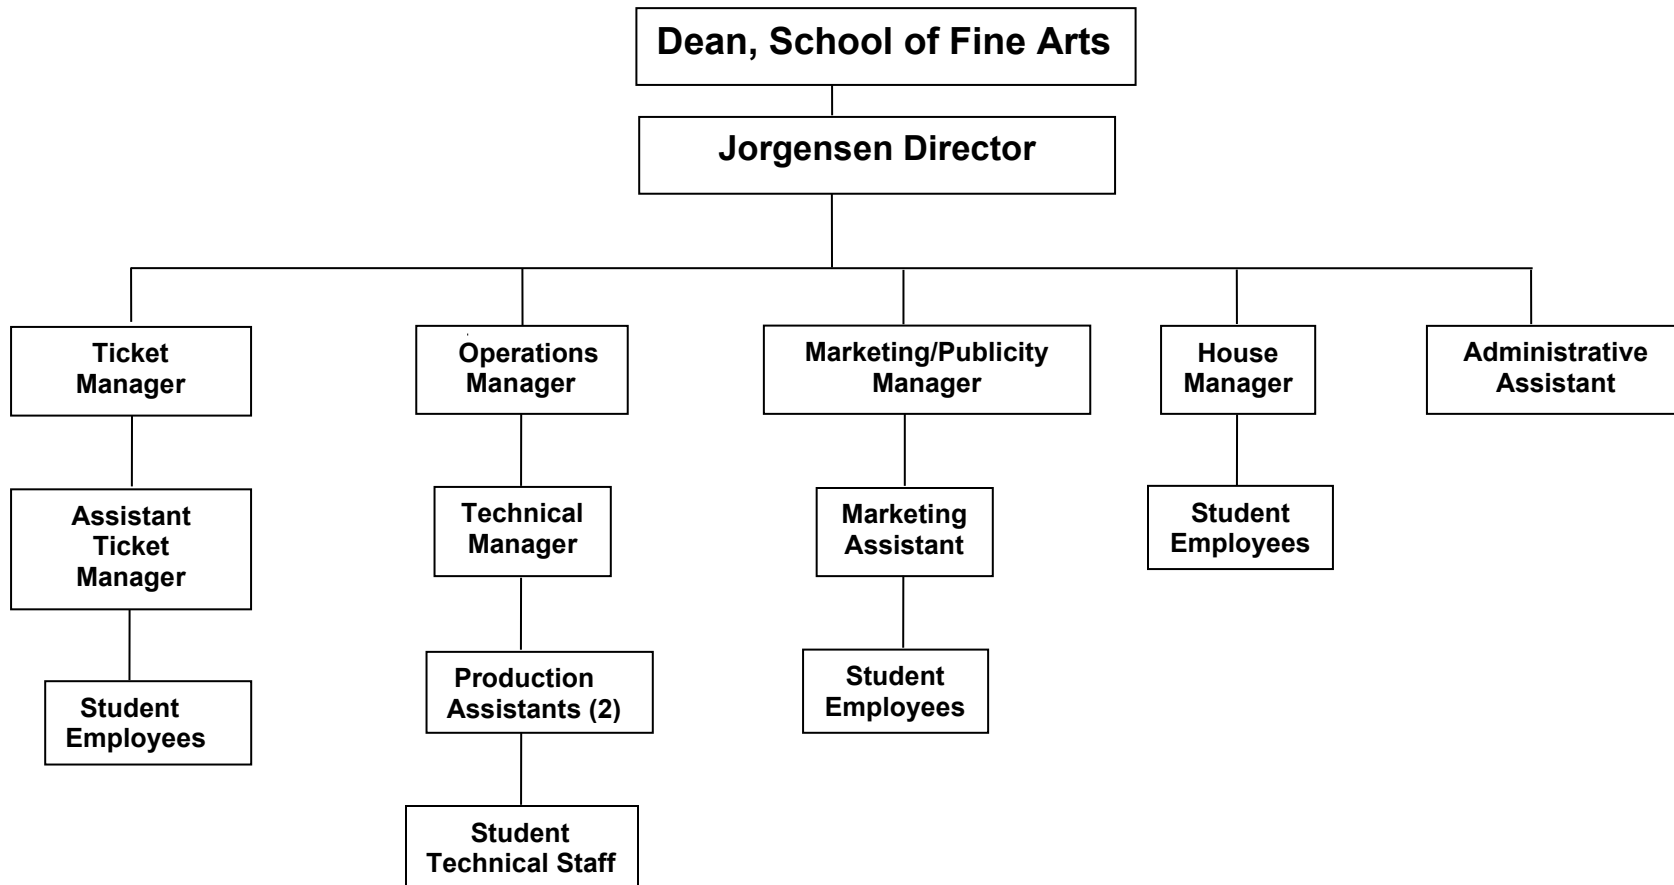 Dean, School of Fine Arts
Jorgensen Director
Ticket
Manager
Operations
Manager
Marketing/Publicity
Manager
House
Manager
Administrative
Assistant
Assistant
Ticket
Manager
Technical
Manager
Marketing
Assistant
Student
Employees
Student
Employees
Production
Assistants (2)
Student
Employees
Student
Technical Staff